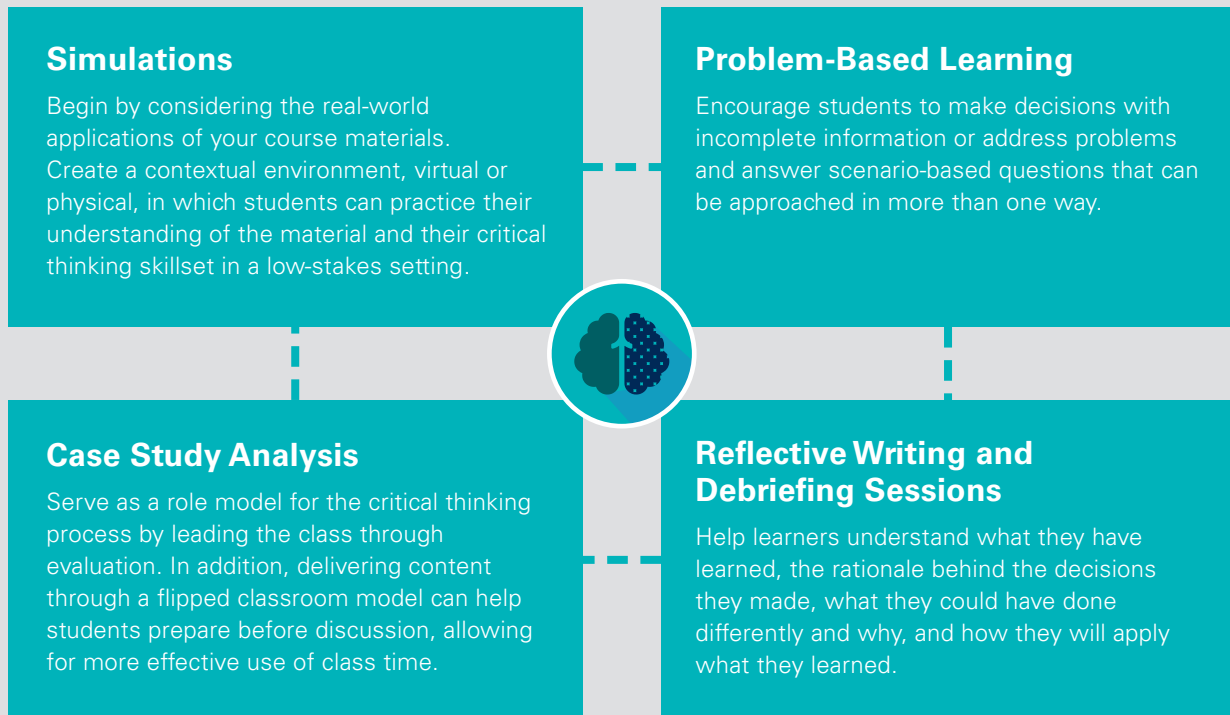 Simulations
Begin by considering the real-world
applications of your course materials.
Create a contextual environment, virtual or
physical, in which students can practice their
understanding of the material and their critical
thinking skillset in a low-stakes setting.
Problem-Based Learning
Encourage students to make decisions with
incomplete information or address problems
and answer scenario-based questions that can
be approached in more than one way.
Case Study Analysis
Serve as a role model for the critical thinking
process by leading the class through
evaluation. In addition, delivering content
through a flipped classroom model can help
students prepare before discussion, allowing
for more effective use of class time.
Reflective Writing and
Debriefing Sessions
Help learners understand what they have
learned, the rationale behind the decisions
they made, what they could have done
differently and why, and how they will apply
what they learned.